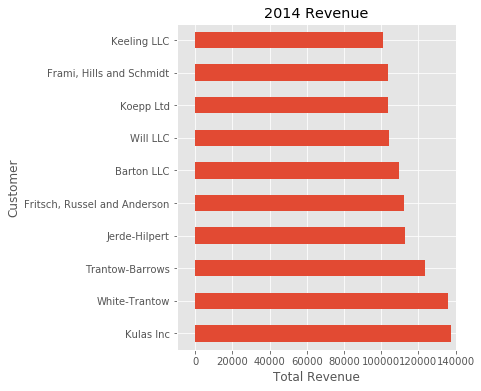 2014 Revenue
Keeling LLC
Frami, Hills and Schmidt
Koepp Ltd
Will LLC
Barton LLC
Fritsch, Russel and Anderson
Jerde-Hilpert
Trantow-Barrows
White-Trantow
Kulas Inc
Customer
0 20000 40000 60000 80000 100000 120000 140000
Total Revenue